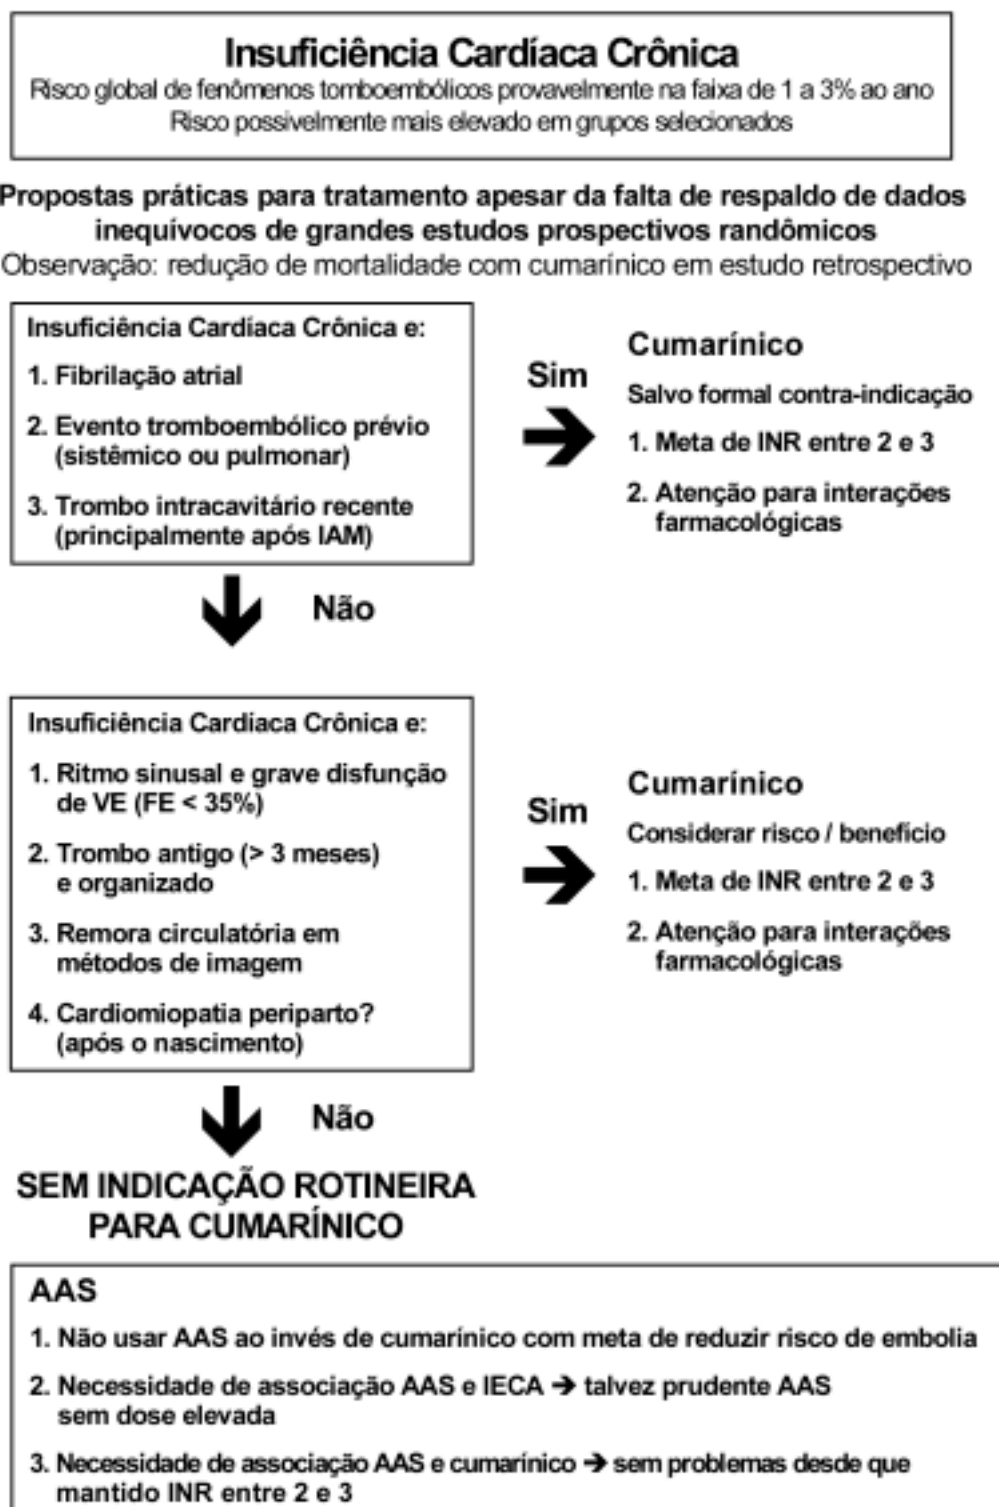 Insuficiência Cardíaca Crônica
Risco global de fenômenos tomboembólicos provavelmente na faixa de 1 a 3% ao ano
Risco possivelmente mais elevado em grupos selecionados
Propostas práticas para tratamento apesar da falta de respaldo de dados
inequívocos de grandes estudos prospectivos randômicos
Observação: redução de mortalidade com cumarínico em estudo retrospectivo
Insuficiência Cardíaca Crônica e:
1. Fibrilação atrial
2. Evento tromboembólico prévio
(sistêmico ou pulmonar)
3. Trombo intracavitário recente
(principalmente após IAM)
Sim
Cumarínico
Salvo formal contra-indicação
1. Meta de INR entre 2 e 3
2. Atenção para interações
farmacológicas
Não
Insuficiência Cardíaca Crônica e:
1. Ritmo sinusal e grave disfunção
de VE (FE < 35%)
2. Trombo antigo (> 3 meses)
e organizado
3. Remora circulatória em
métodos de imagem
4. Cardiomiopatia periparto?
(após o nascimento)
Sim
Cumarínico
Considerar risco / benefício
1. Meta de INR entre 2 e 3
2. Atenção para interações
farmacológicas
Não
SEM INDICAÇÃO ROTINEIRA
PARA CUMARÍNICO
AAS
1. Não usar AAS ao invés de cumarínico com meta de reduzir risco de embolia
2. Necessidade de associação AAS e IECA → talvez prudente AAS
sem dose elevada
3. Necessidade de associação AAS e cumarínico → sem problemas desde que
mantido INR entre 2 e 3